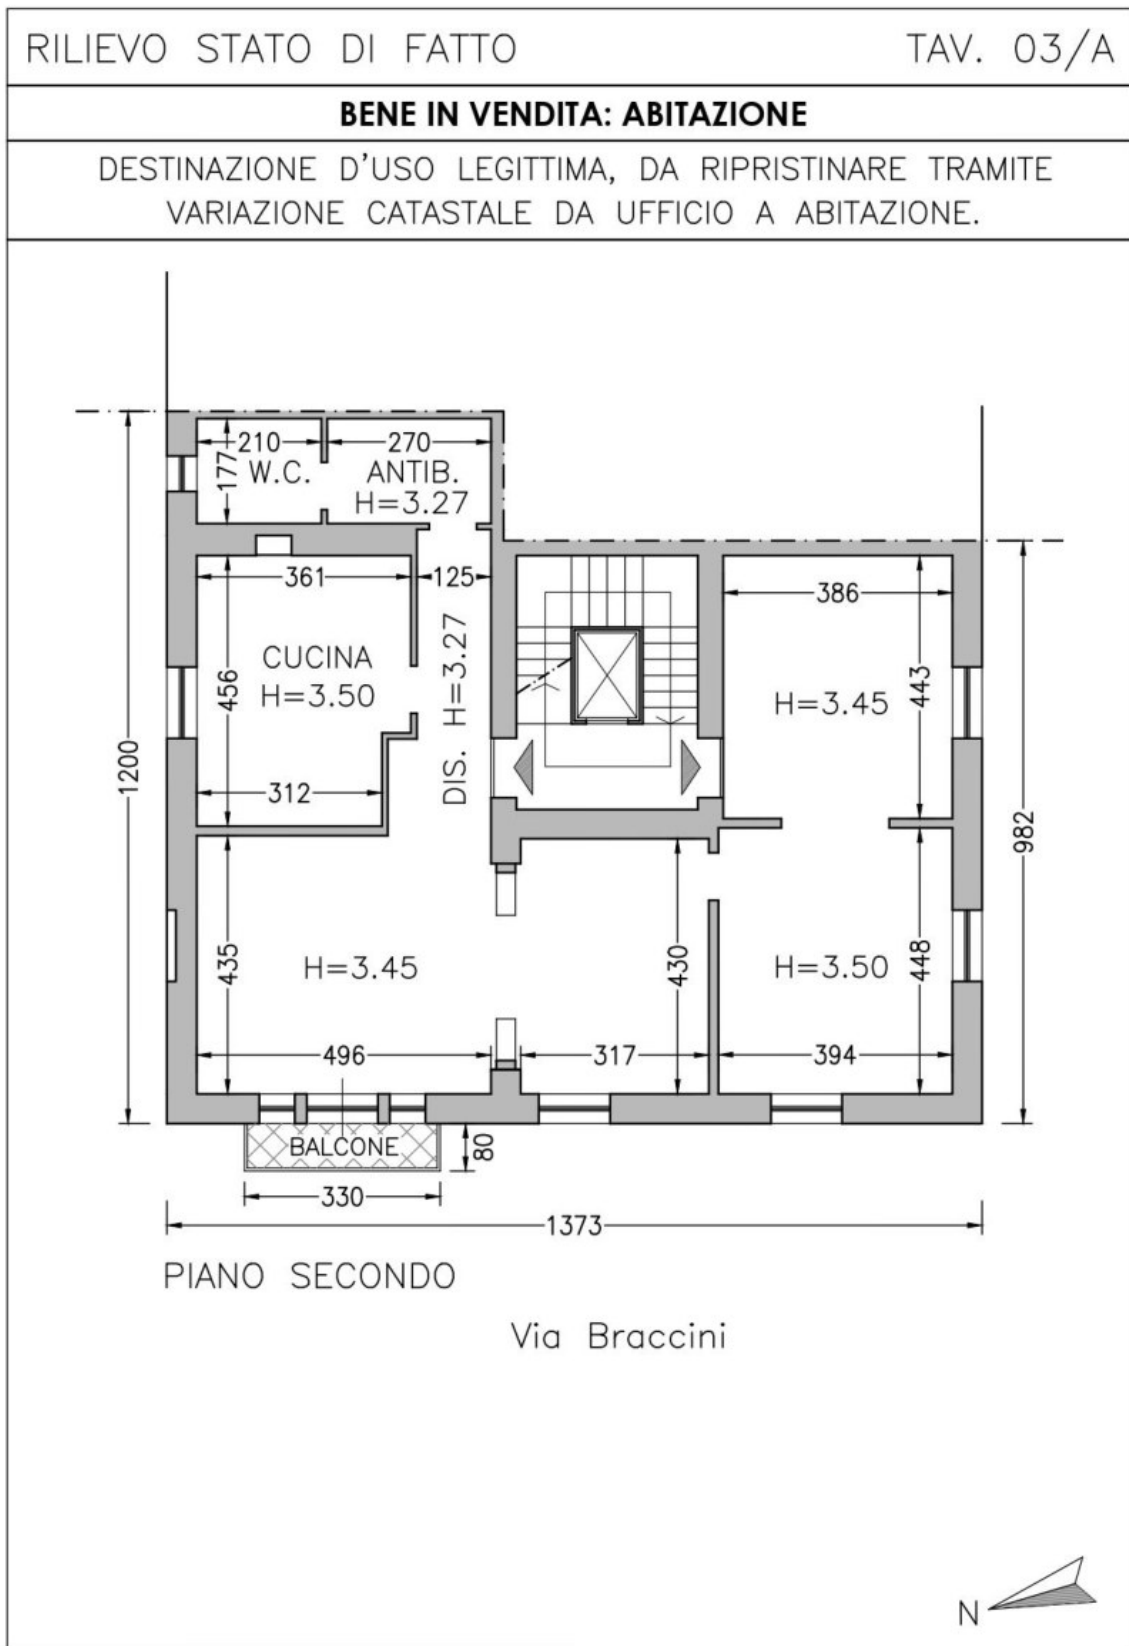 RILIEVO STATO DI FATTO TAV. 03/A
BENE IN VENDITA: ABITAZIONE
DESTINAZIONE D'USO LEGITTIMA, DA RIPRISTINARE TRAMITE
VARIAZIONE CATASTALE DA UFFICIO A ABITAZIONE.
210 270
177 W.C. ANTIB.
H=3.27
361 125 386
CUCINA
H=3.50
456
DIS. H=3.27
H=3.45
443
1200
312
982
435
H=3.45
430
H=3.50
448
496 317 394
BALCONE
80
330
1373
PIANO SECONDO
Via Braccini
N